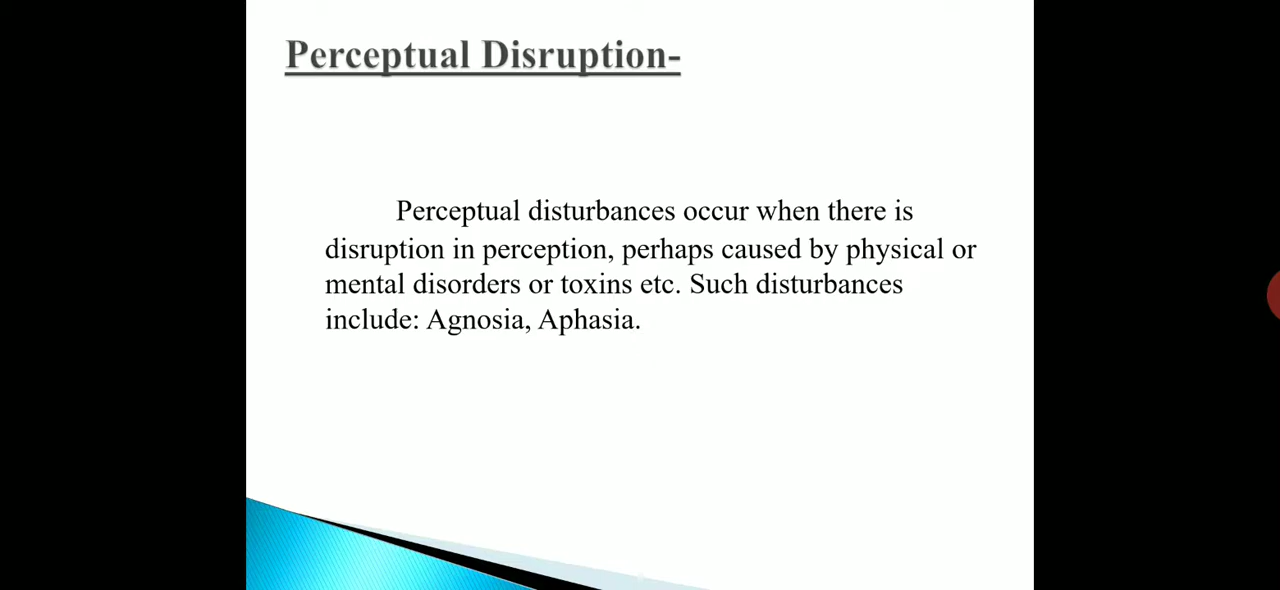 Perceptual Disruption-
Perceptual disturbances occur when there is
disruption in perception, perhaps caused by physical or
mental disorders or toxins etc. Such disturbances
include: Agnosia, Aphasia.